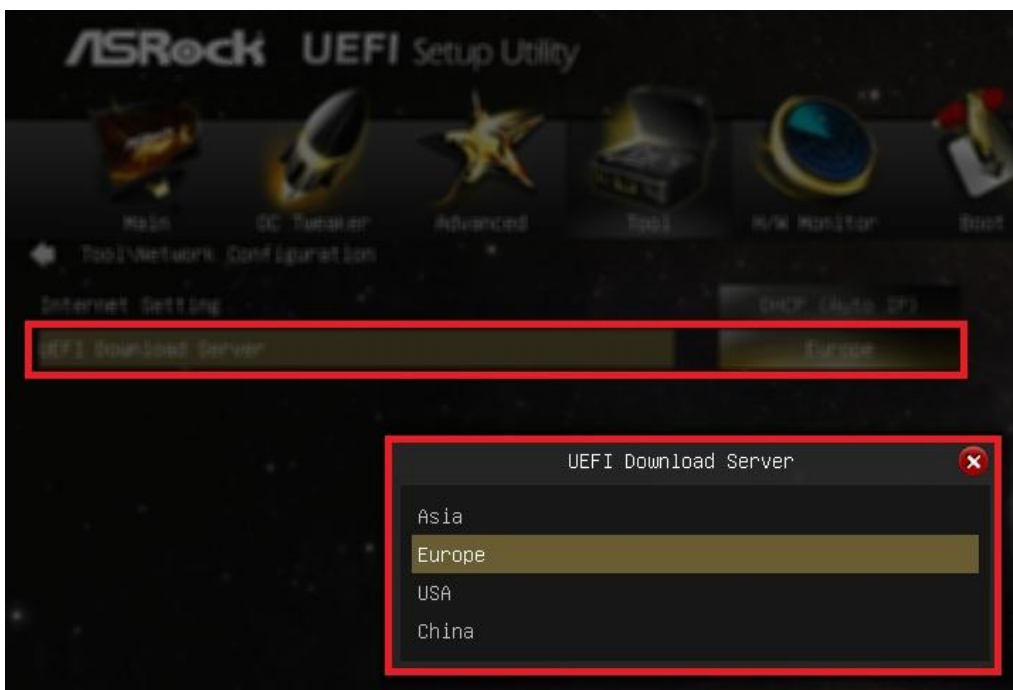 ASRock UEFI Setup Utility
Main OC Tweaker Advanced Tool H/W Monitor Boot
Tool\Network Configuration
Internet Setting DHCP (Auto IP)
UEFI Download Server Europe
UEFI Download Server
Asia
Europe
USA
China